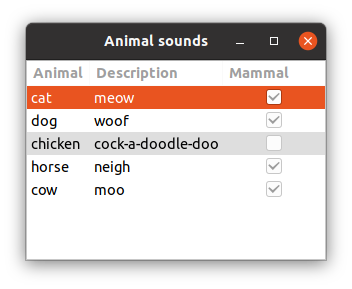 Animal sounds
Animal Description Mammal
cat meow
dog woof
chicken cock-a-doodle-doo
horse neigh
cow moo